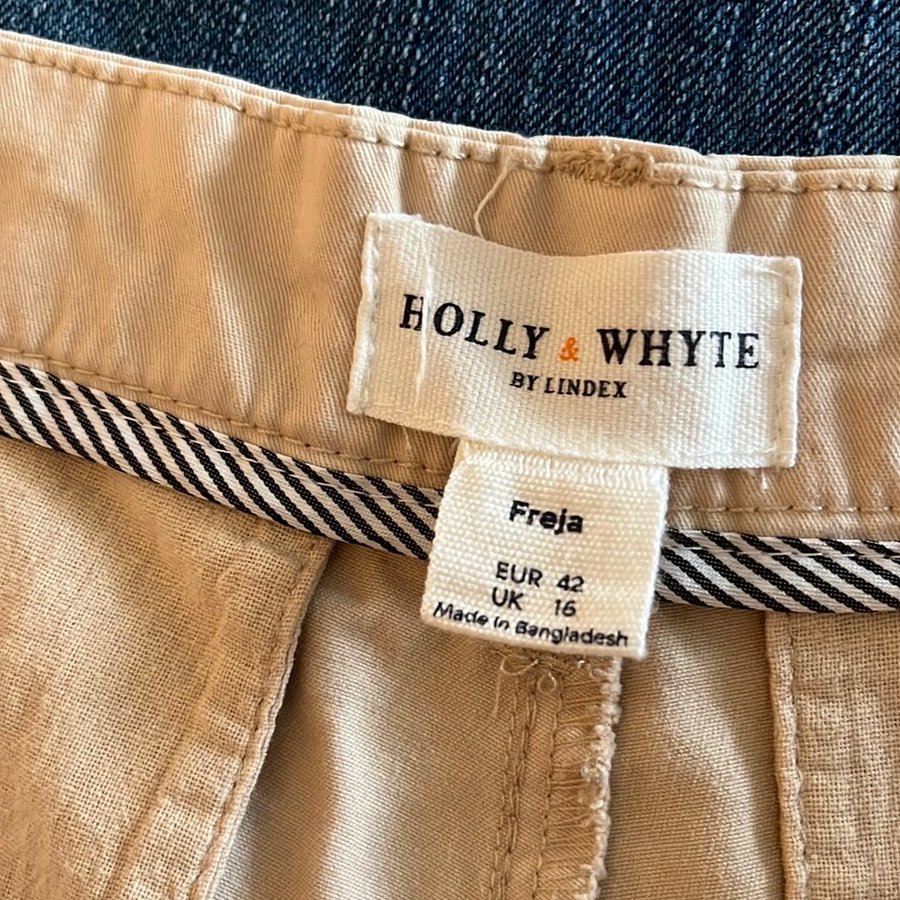 HOLLY & WHYTE
BY LINDEX
Freja
EUR 42
UK 16
Made in Bangladesh